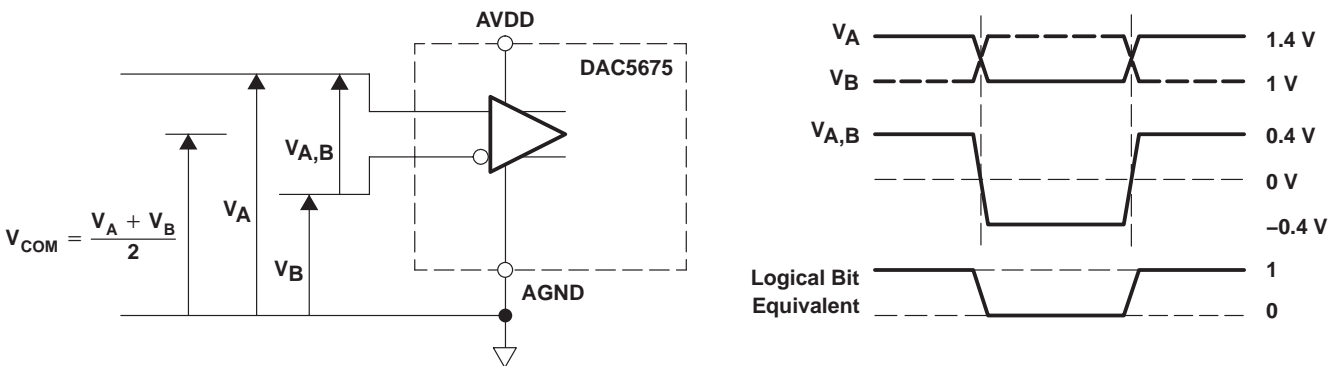 AVDD
DAC5675
V_A,B
V_A
V_COM = (V_A + V_B) / 2
V_B
AGND
V_A 1.4 V
V_B 1 V
V_A,B 0.4 V
0 V
–0.4 V
Logical Bit 1
Equivalent 0